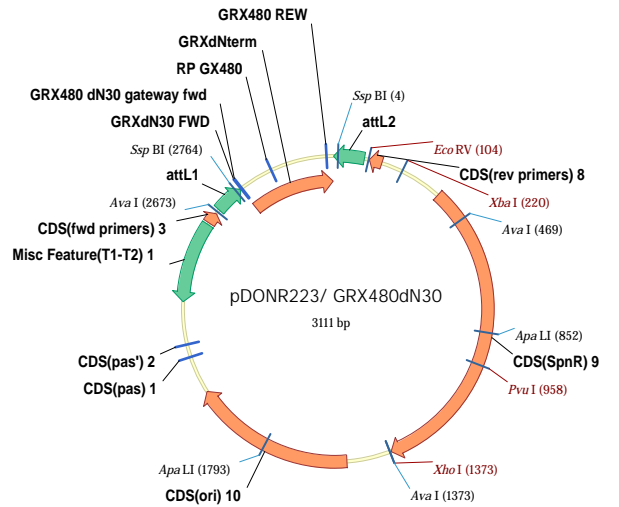 GRX480 REW
GRXdNterm
RP GX480
GRX480 dN30 gateway fwd
GRXdN30 FWD
Ssp BI (2764)
attL1
Ava I (2673)
CDS(fwd primers) 3
Misc Feature(T1-T2) 1
Ssp BI (4)
attL2
Eco RV (104)
CDS(rev primers) 8
Xba I (220)
Ava I (469)
pDONR223/ GRX480dN30
3111 bp
Apa LI (852)
CDS(SpnR) 9
Pvu I (958)
CDS(pas') 2
CDS(pas) 1
Apa LI (1793)
CDS(ori) 10
Xho I (1373)
Ava I (1373)